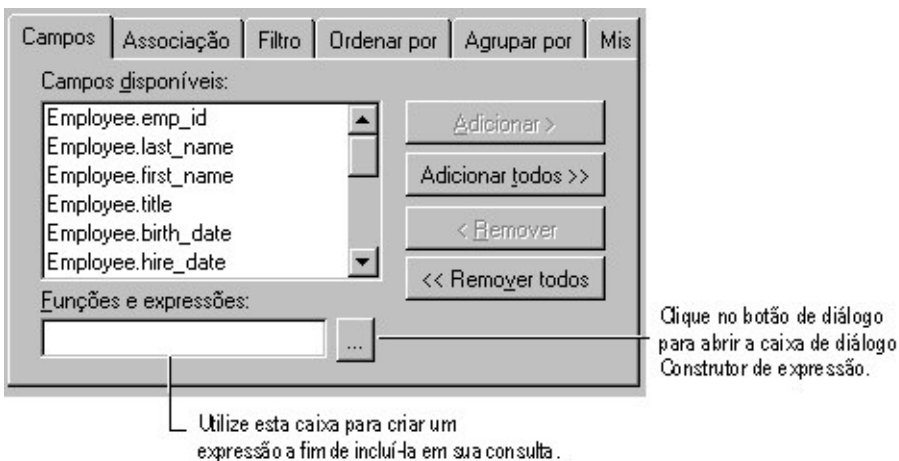 Campos Associação Filtro Ordenar por Agrupar por Mis
Campos disponíveis:
Employee.emp_id
Employee.last_name
Employee.first_name
Employee.title
Employee.birth_date
Employee.hire_date
Adicionar >
Adicionar todos >>
< Remover
<< Remover todos
Funções e expressões:
...
Clique no botão de diálogo
para abrir a caixa de diálogo
Construtor de expressão.
Utilize esta caixa para criar um
expressão a fim de incluí-la em sua consulta.